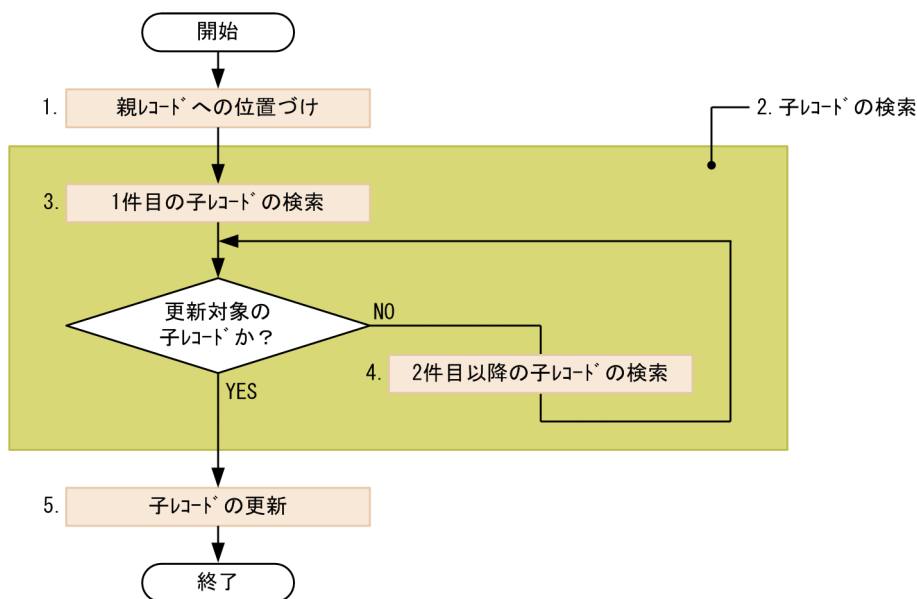 開始
1. 親ﾚｺｰﾄﾞへの位置づけ
2. 子ﾚｺｰﾄﾞの検索
3. 1件目の子ﾚｺｰﾄﾞの検索
更新対象の
子ﾚｺｰﾄﾞか？
NO
4. 2件目以降の子ﾚｺｰﾄﾞの検索
YES
5. 子ﾚｺｰﾄﾞの更新
終了